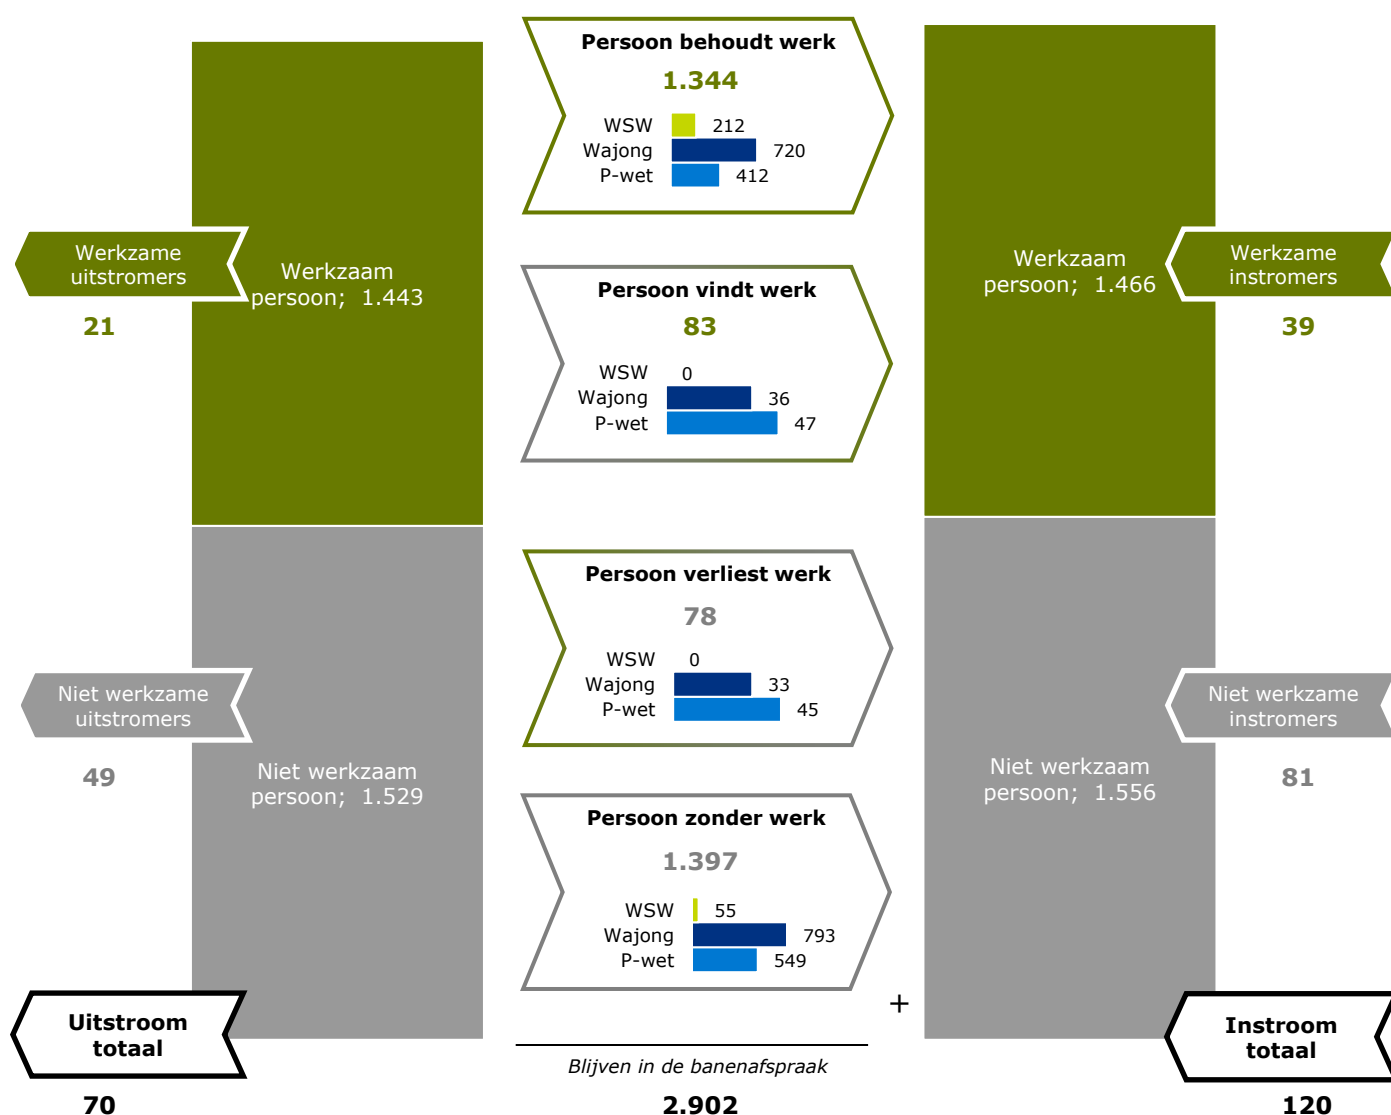 Werkzame
uitstromers
21
Werkzaam
persoon; 1.443
Niet werkzame
uitstromers
49
Niet werkzaam
persoon; 1.529
Uitstroom
totaal
70
Persoon behoudt werk
1.344
WSW 212
Wajong 720
P-wet 412
Persoon vindt werk
83
WSW 0
Wajong 36
P-wet 47
Persoon verliest werk
78
WSW 0
Wajong 33
P-wet 45
Persoon zonder werk
1.397
WSW 55
Wajong 793
P-wet 549
+
Blijven in de banenafspraak
2.902
Werkzaam
persoon; 1.466
Werkzame
instromers
39
Niet werkzaam
persoon; 1.556
Niet werkzame
instromers
81
Instroom
totaal
120